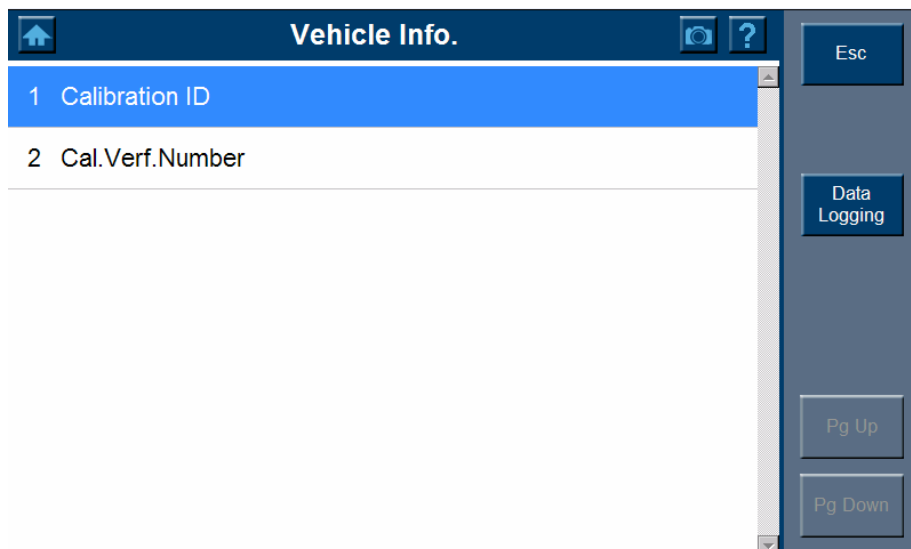 Vehicle Info.
?
Esc
1 Calibration ID
2 Cal.Verf.Number
Data
Logging
Pg Up
Pg Down